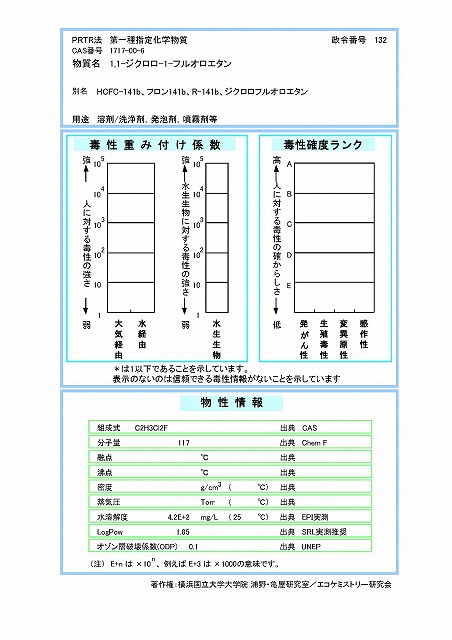 PRTR法 第一種指定化学物質 政令番号 132
CAS番号 1717-00-6
物質名 1,1-ジクロロ-1-フルオロエタン
別名 HCFC-141b、フロン141b、R-141b、ジクロロフルオロエタン
用途 溶剤/洗浄剤，発泡剤，噴霧剤等
毒性重み付け係数
強 10^5 10^4 10^3 10^2 10 1 弱
人に対する毒性の強さ
大気経由
水経由
強 10^5 10^4 10^3 10^2 10 1 弱
水生生物に対する毒性の強さ
水生生物
毒性確度ランク
高 A B C D E 低
人に対する毒性の確からしさ
発がん性
生殖毒性
変異原性
感作性
＊は1以下であることを示しています。
表示のないのは信頼できる毒性情報がないことを示しています
物性情報
組成式 C2H3Cl2F 出典 CAS
分子量 117 出典 Chem F
融点 ℃ 出典
沸点 ℃ 出典
密度 g/cm3 ( ℃) 出典
蒸気圧 Torr ( ℃) 出典
水溶解度 4.2E+2 mg/L (25 ℃) 出典 EPI実測
LogPow 1.85 出典 SRL実測推奨
オゾン層破壊係数(ODP) 0.1 出典 UNEP
(注) E+n は ×10^n、例えば E+3 は ×1000の意味です。
著作権：横浜国立大学大学院 浦野・亀屋研究室／エコケミストリー研究会